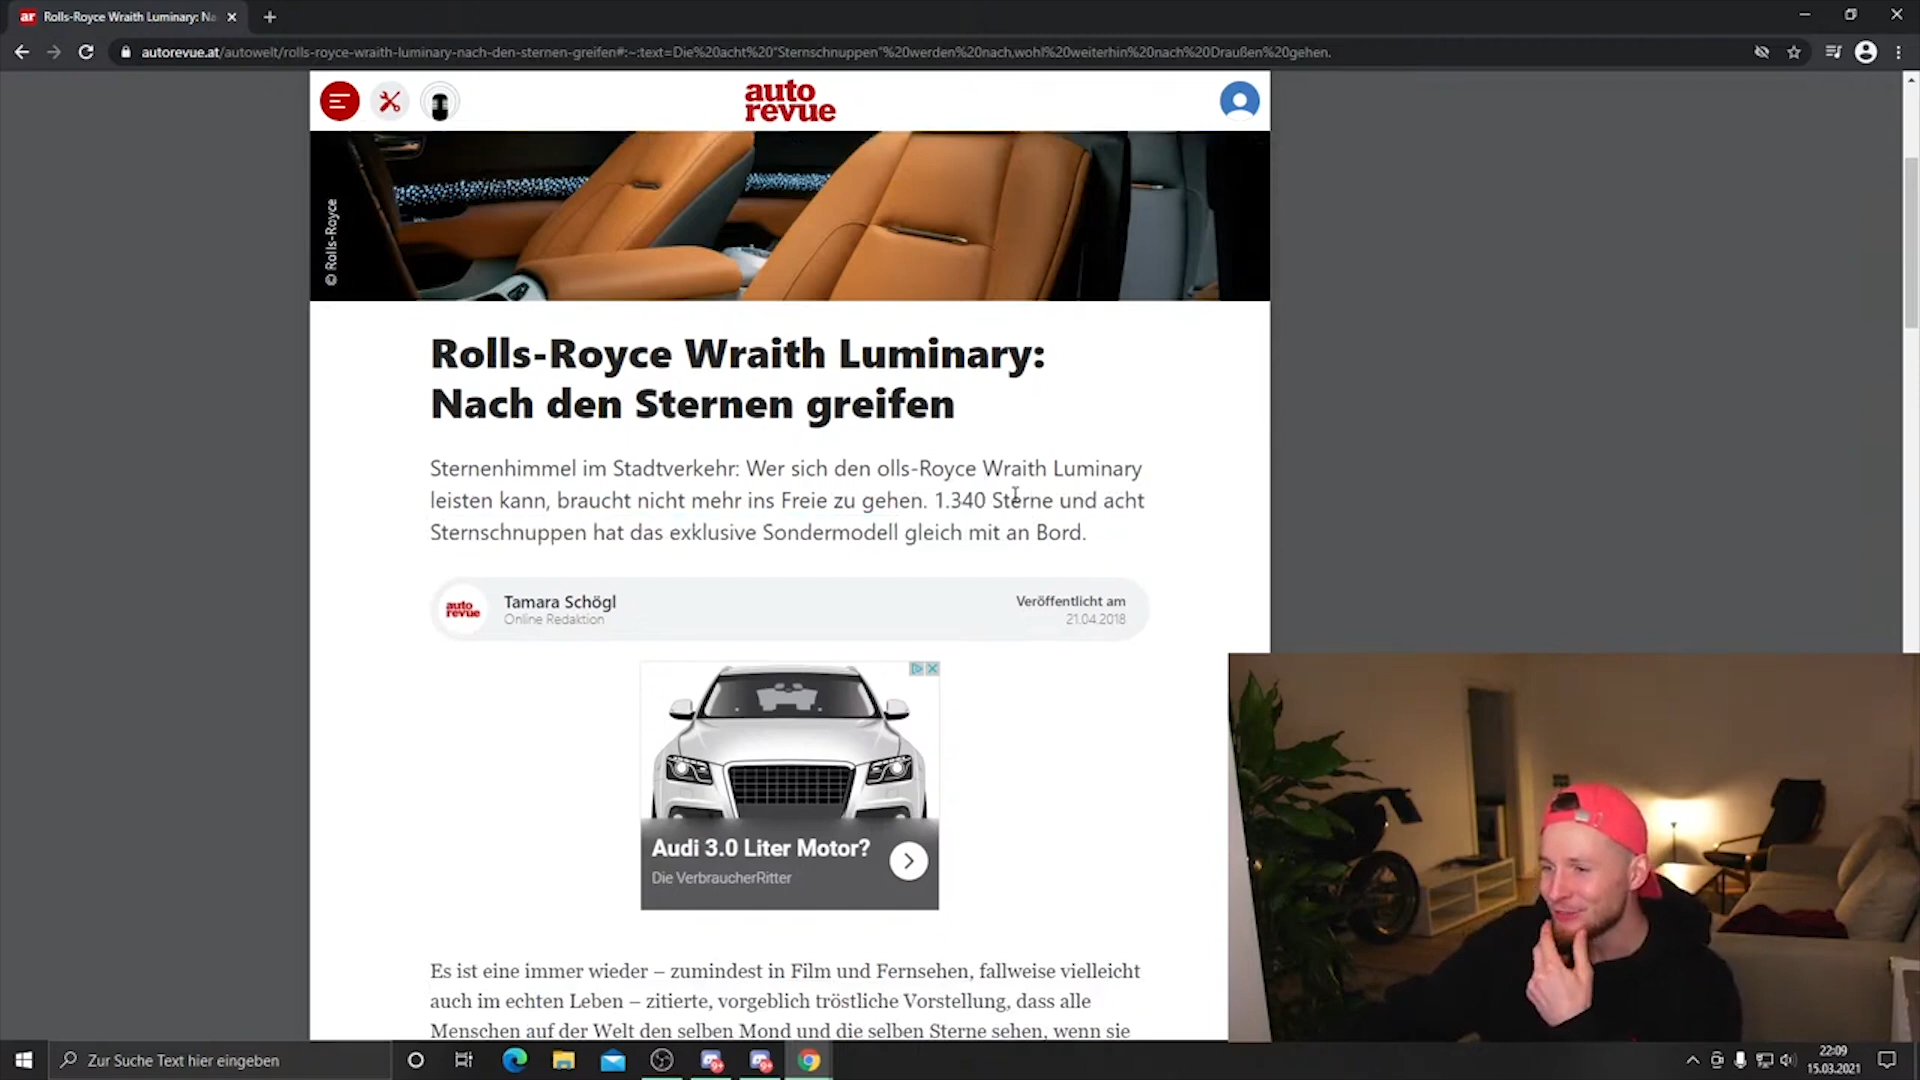 ar Rolls-Royce Wraith Luminary: Na
autorevue.at/autowelt/rolls-royce-wraith-luminary-nach-den-sternen-greifen#:~:text=Die%20acht%20"Sternschnuppen"%20werden%20nach,wohl%20weiterhin%20nach%20Draußen%20gehen.
auto
revue
© Rolls-Royce
Rolls-Royce Wraith Luminary:
Nach den Sternen greifen
Sternenhimmel im Stadtverkehr: Wer sich den olls-Royce Wraith Luminary
leisten kann, braucht nicht mehr ins Freie zu gehen. 1.340 Sterne und acht
Sternschnuppen hat das exklusive Sondermodell gleich mit an Bord.
auto
revue
Tamara Schögl
Online Redaktion
Veröffentlicht am
21.04.2018
Audi 3.0 Liter Motor?
Die VerbraucherRitter
Es ist eine immer wieder – zumindest in Film und Fernsehen, fallweise vielleicht
auch im echten Leben – zitierte, vorgeblich tröstliche Vorstellung, dass alle
Menschen auf der Welt den selben Mond und die selben Sterne sehen, wenn sie
Zur Suche Text hier eingeben
9+
9+
22:09
15.03.2021